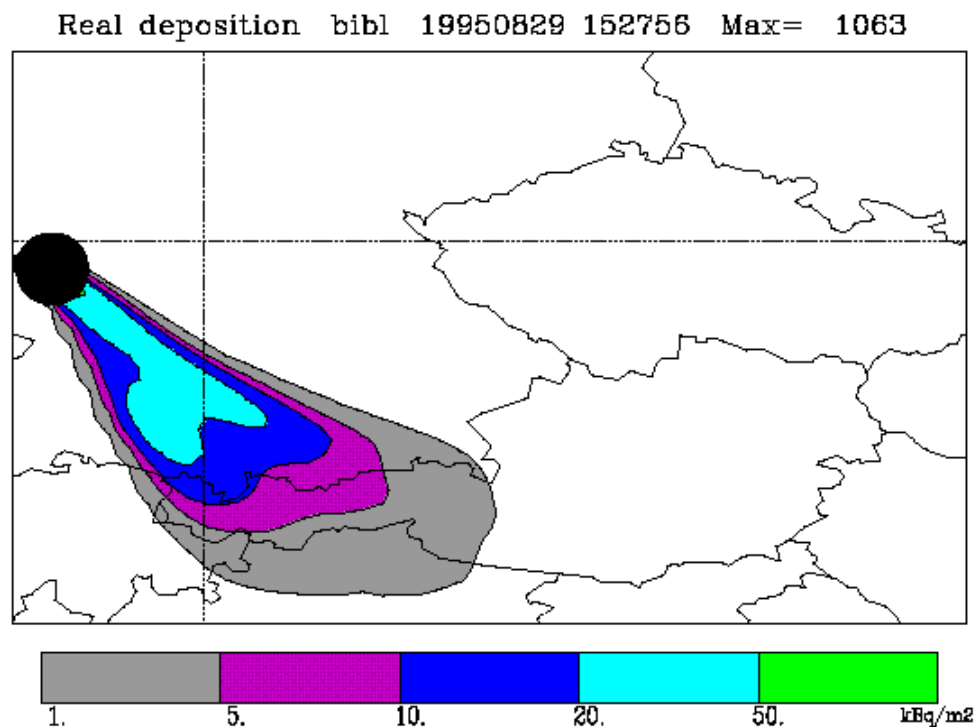 Real deposition bibl 19950829 152756 Max= 1063
1. 5. 10. 20. 50. kBq/m2